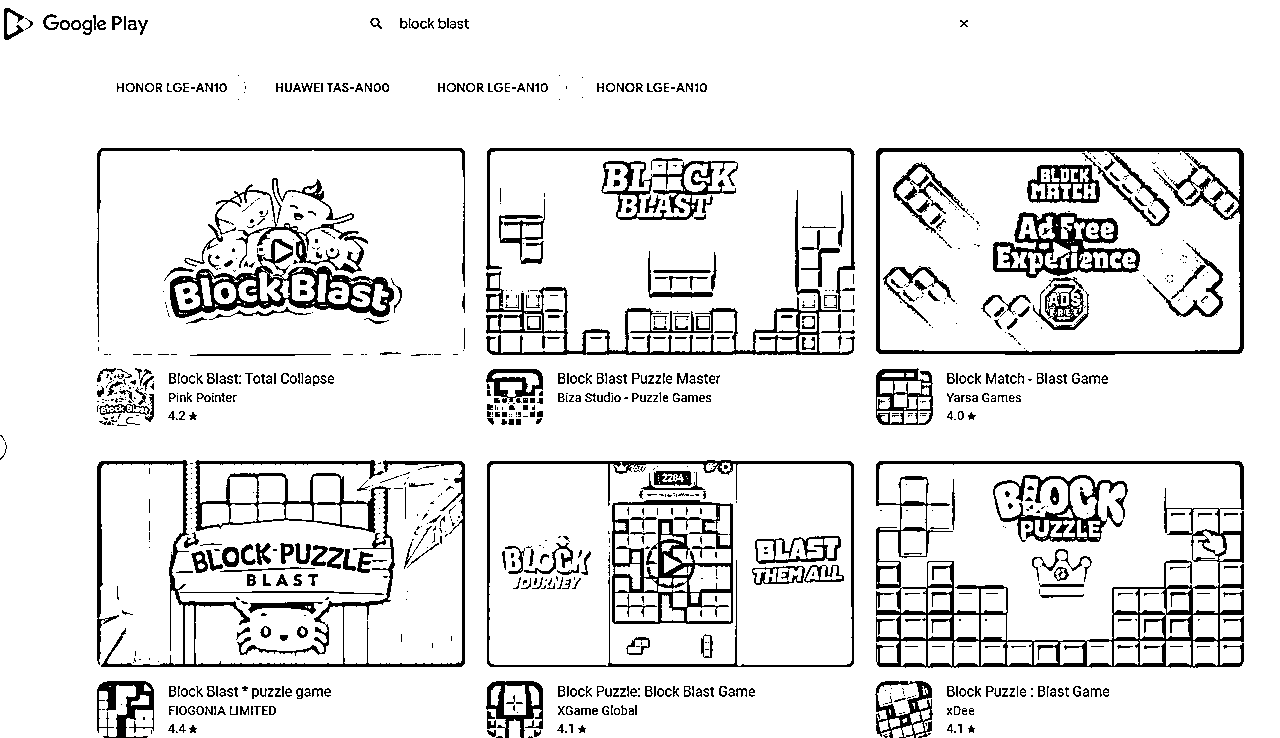 Google Play
block blast
HONOR LGE-AN10
HUAWEI TAS-AN00
HONOR LGE-AN10
HONOR LGE-AN10
Block Blast
BLOCK
BLAST
BLOCK
MATCH
Ad Free
Experience
ADS
FREE
Block Blast: Total Collapse
Pink Pointer
4.2 ★
Block Blast Puzzle Master
Biza Studio - Puzzle Games
Block Match - Blast Game
Yarsa Games
4.0 ★
BLOCK PUZZLE
BLAST
2284
BLOCK
JOURNEY
BLAST
THEM ALL
BLOCK
PUZZLE
Block Blast * puzzle game
FIOGONIA LIMITED
4.4 ★
Block Puzzle: Block Blast Game
XGame Global
4.1 ★
Block Puzzle : Blast Game
xDee
4.1 ★